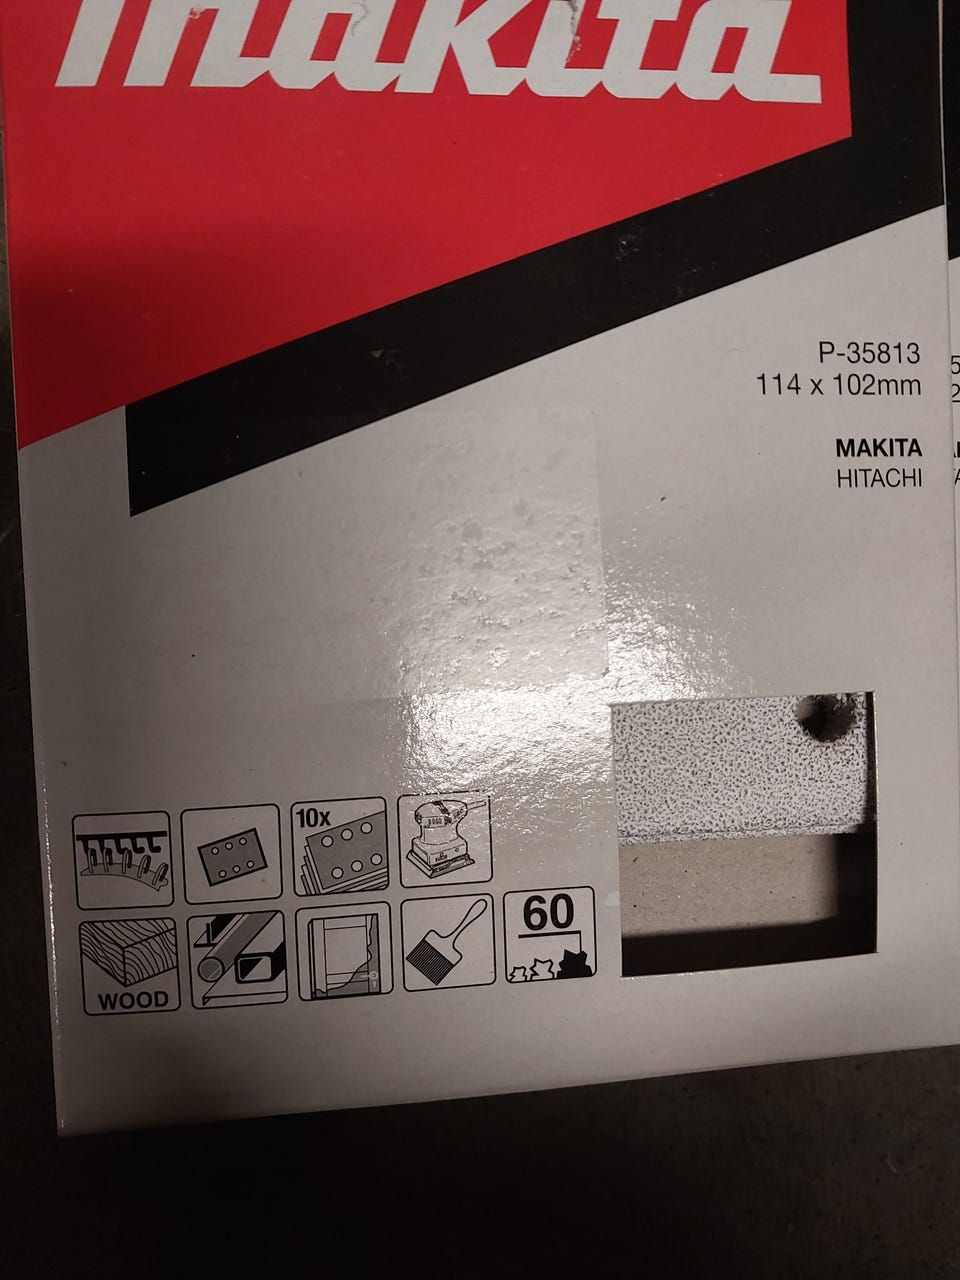 makita
P-35813
114 x 102mm
MAKITA
HITACHI
10x
WOOD
60